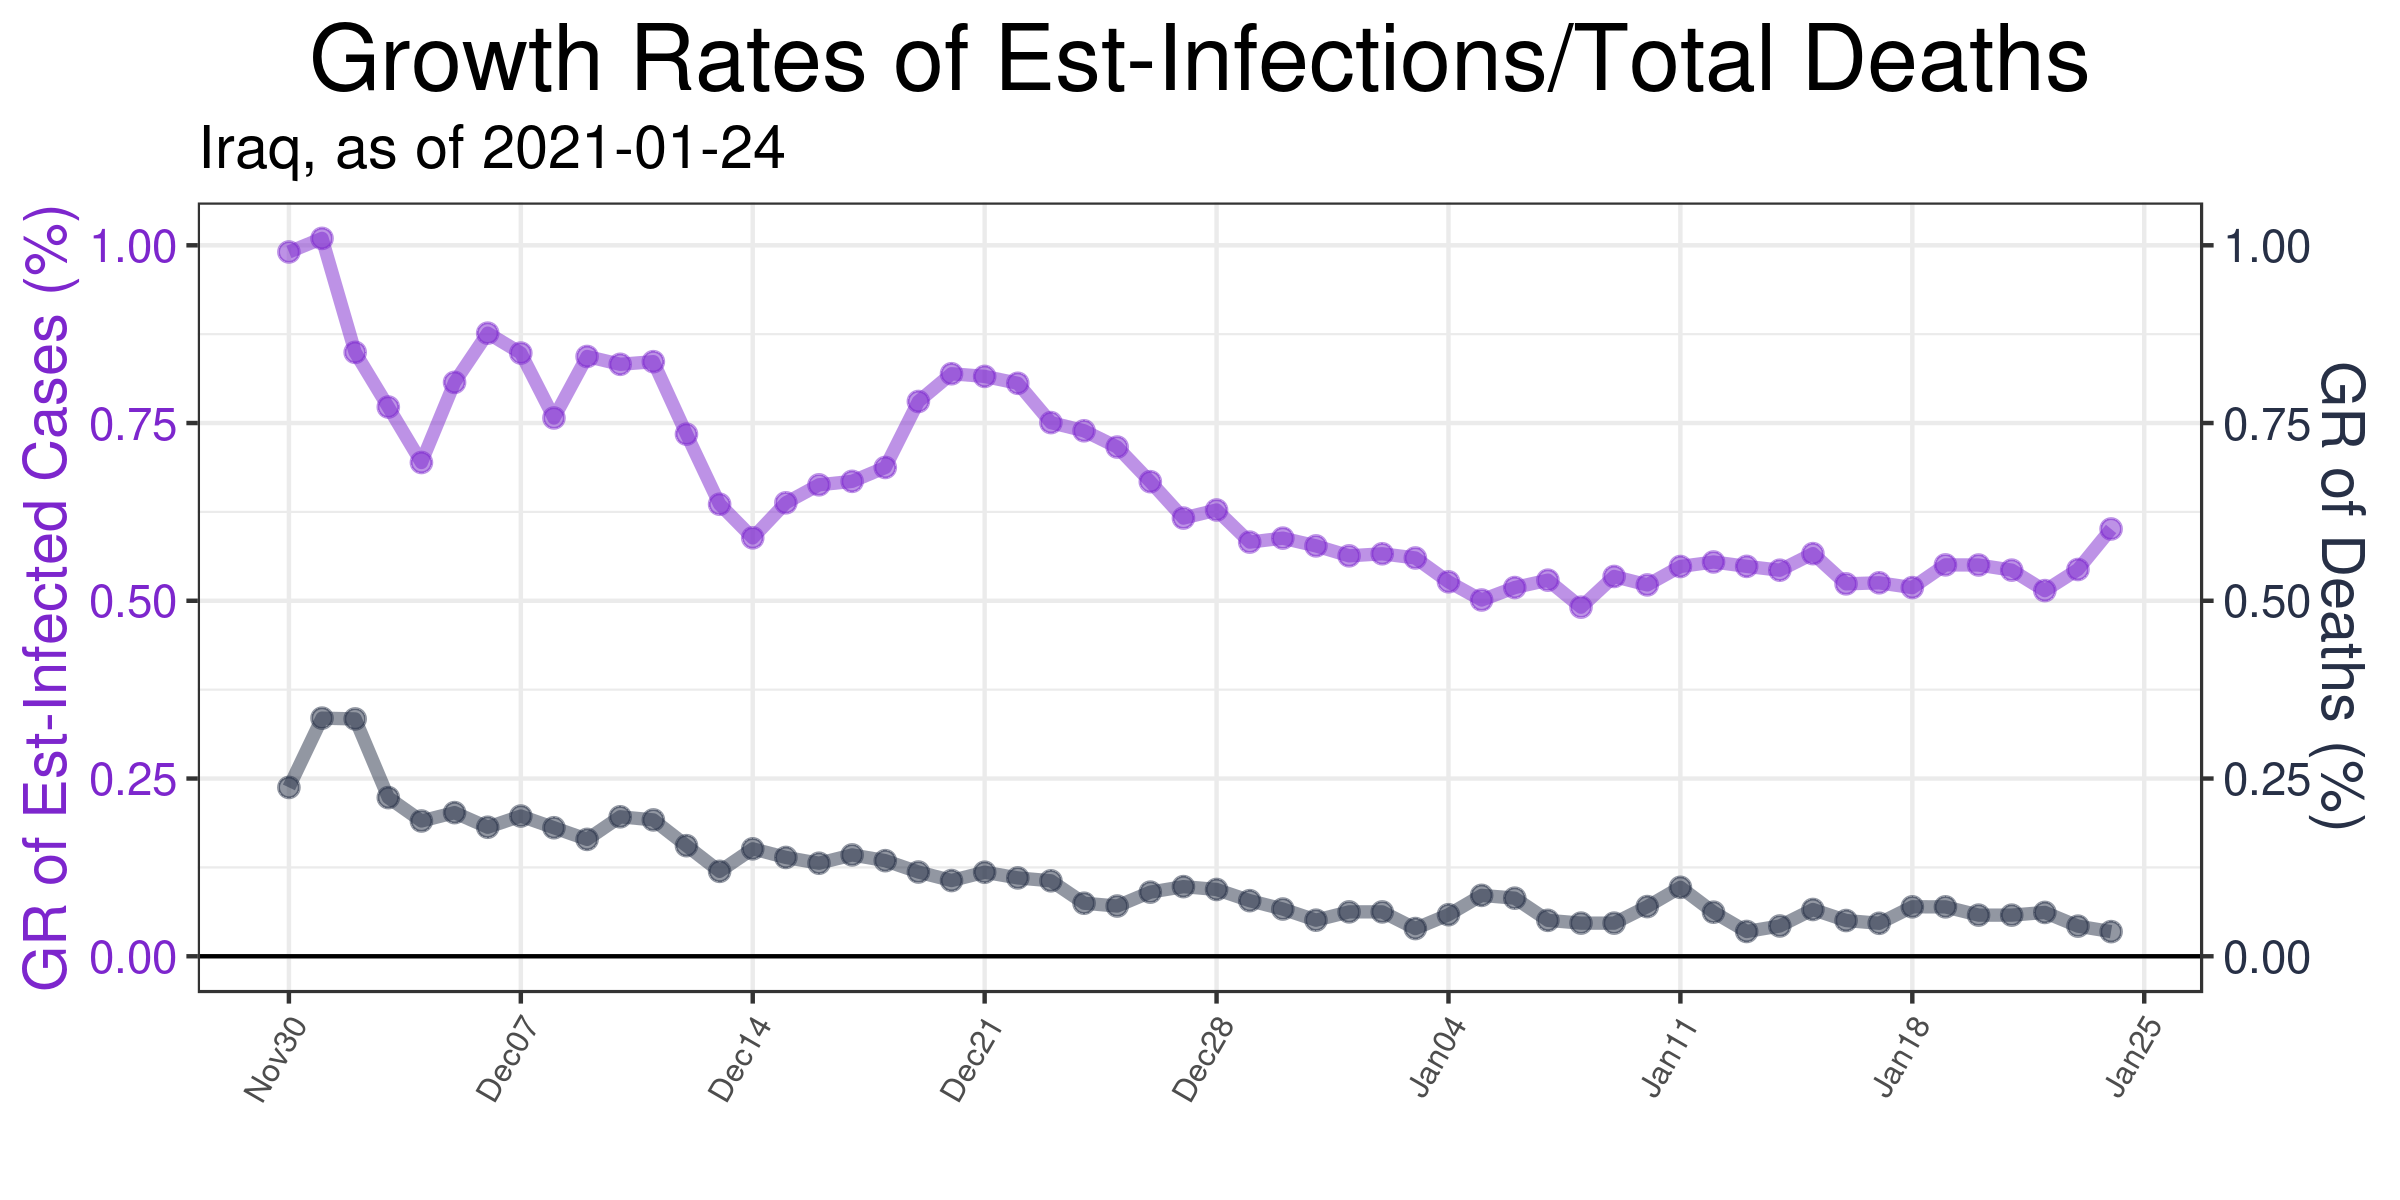 Growth Rates of Est-Infections/Total Deaths
Iraq, as of 2021-01-24
GR of Est-Infected Cases (%)
1.00
0.75
0.50
0.25
0.00
1.00
0.75
0.50
0.25
0.00
GR of Deaths (%)
Nov30
Dec07
Dec14
Dec21
Dec28
Jan04
Jan11
Jan18
Jan25